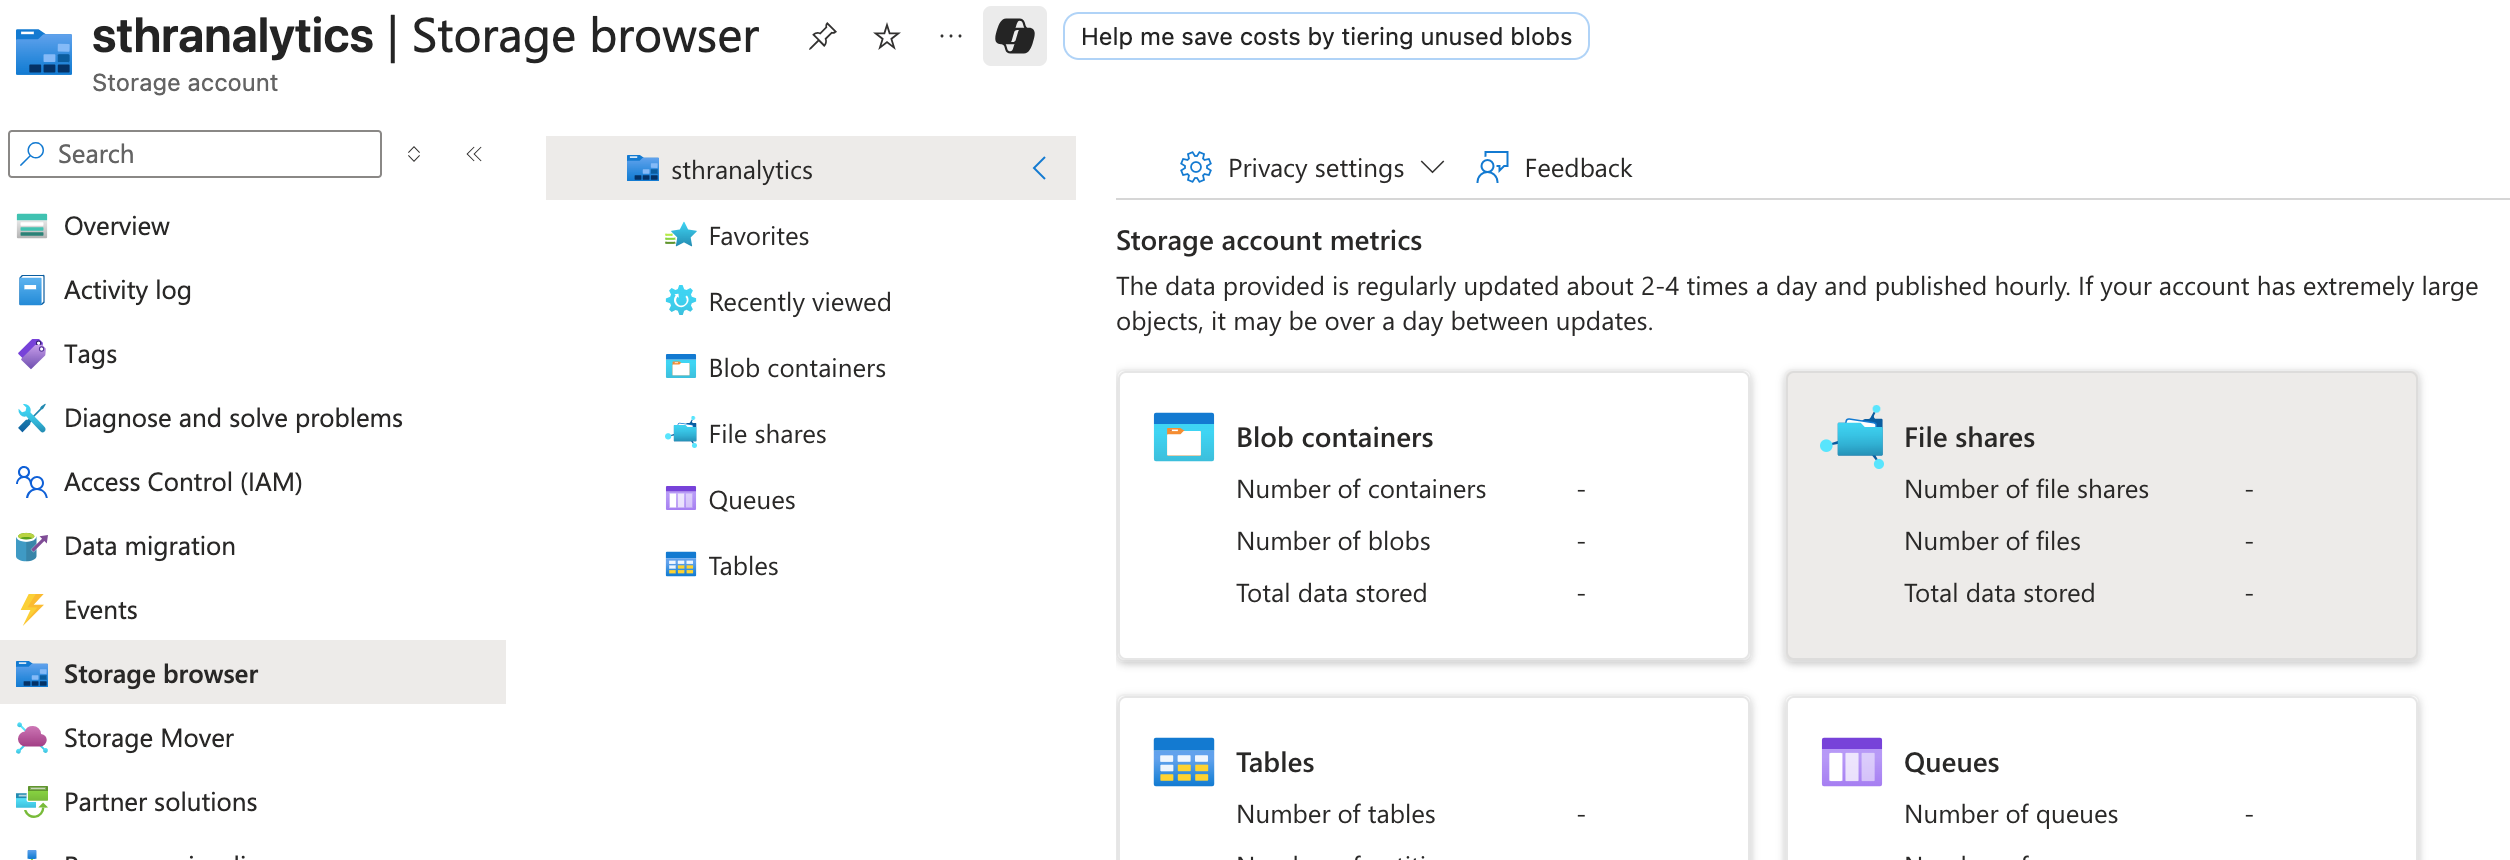 sthranalytics | Storage browser
Help me save costs by tiering unused blobs
Storage account
Search
Overview
Activity log
Tags
Diagnose and solve problems
Access Control (IAM)
Data migration
Events
Storage browser
Storage Mover
Partner solutions
sthranalytics
Favorites
Recently viewed
Blob containers
File shares
Queues
Tables
Privacy settings
Feedback
Storage account metrics
The data provided is regularly updated about 2-4 times a day and published hourly. If your account has extremely large
objects, it may be over a day between updates.
Blob containers
Number of containers -
Number of blobs -
Total data stored -
File shares
Number of file shares -
Number of files -
Total data stored -
Tables
Number of tables -
Queues
Number of queues -